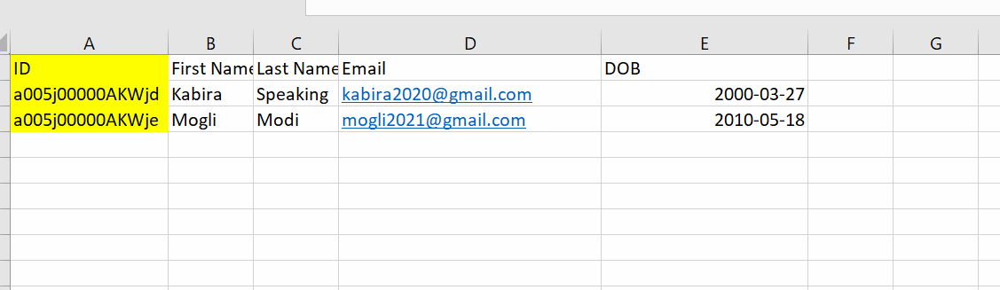 A B C D E F G
ID First Name Last Name Email DOB
a005j00000AKWjd Kabira Speaking kabira2020@gmail.com 2000-03-27
a005j00000AKWje Mogli Modi mogli2021@gmail.com 2010-05-18